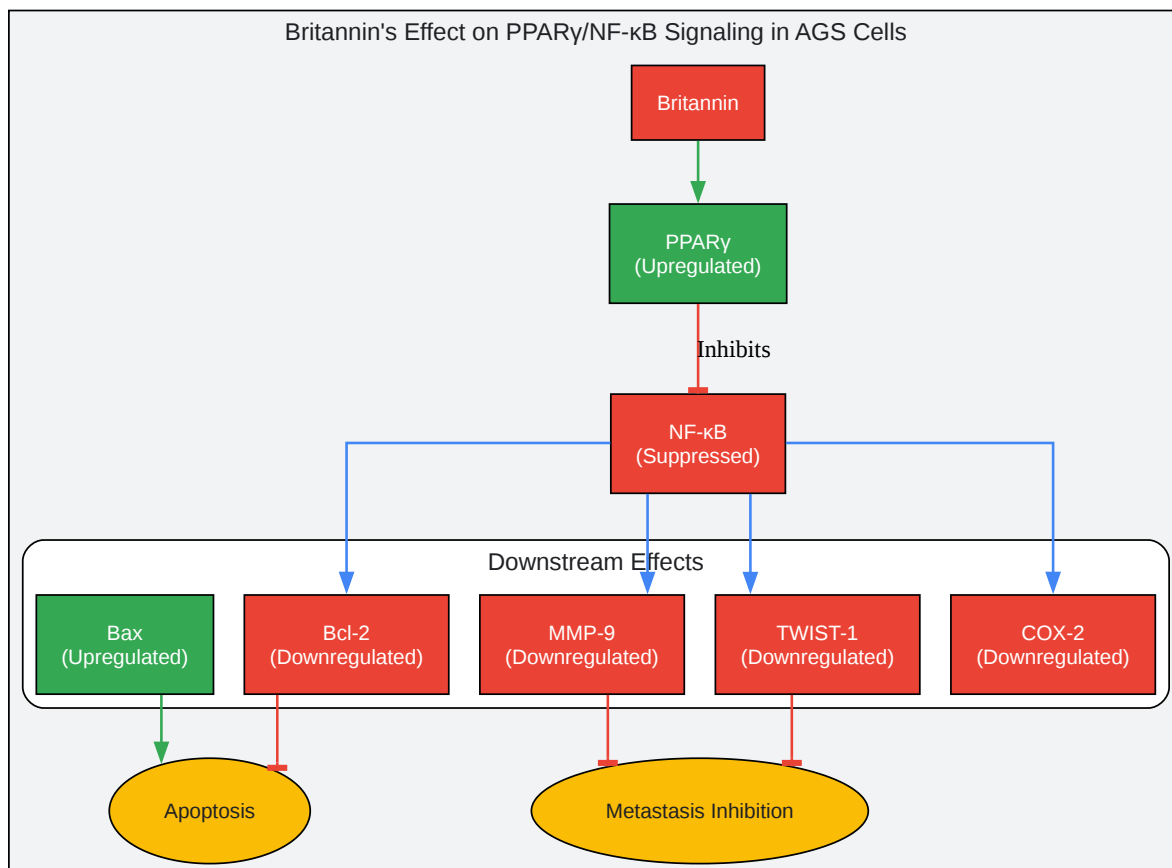 Britannin's Effect on PPARγ/NF-κB Signaling in AGS Cells
Britannin
PPARγ
(Upregulated)
Inhibits
NF-κB
(Suppressed)
Downstream Effects
Bax
(Upregulated)
Bcl-2
(Downregulated)
MMP-9
(Downregulated)
TWIST-1
(Downregulated)
COX-2
(Downregulated)
Apoptosis
Metastasis Inhibition